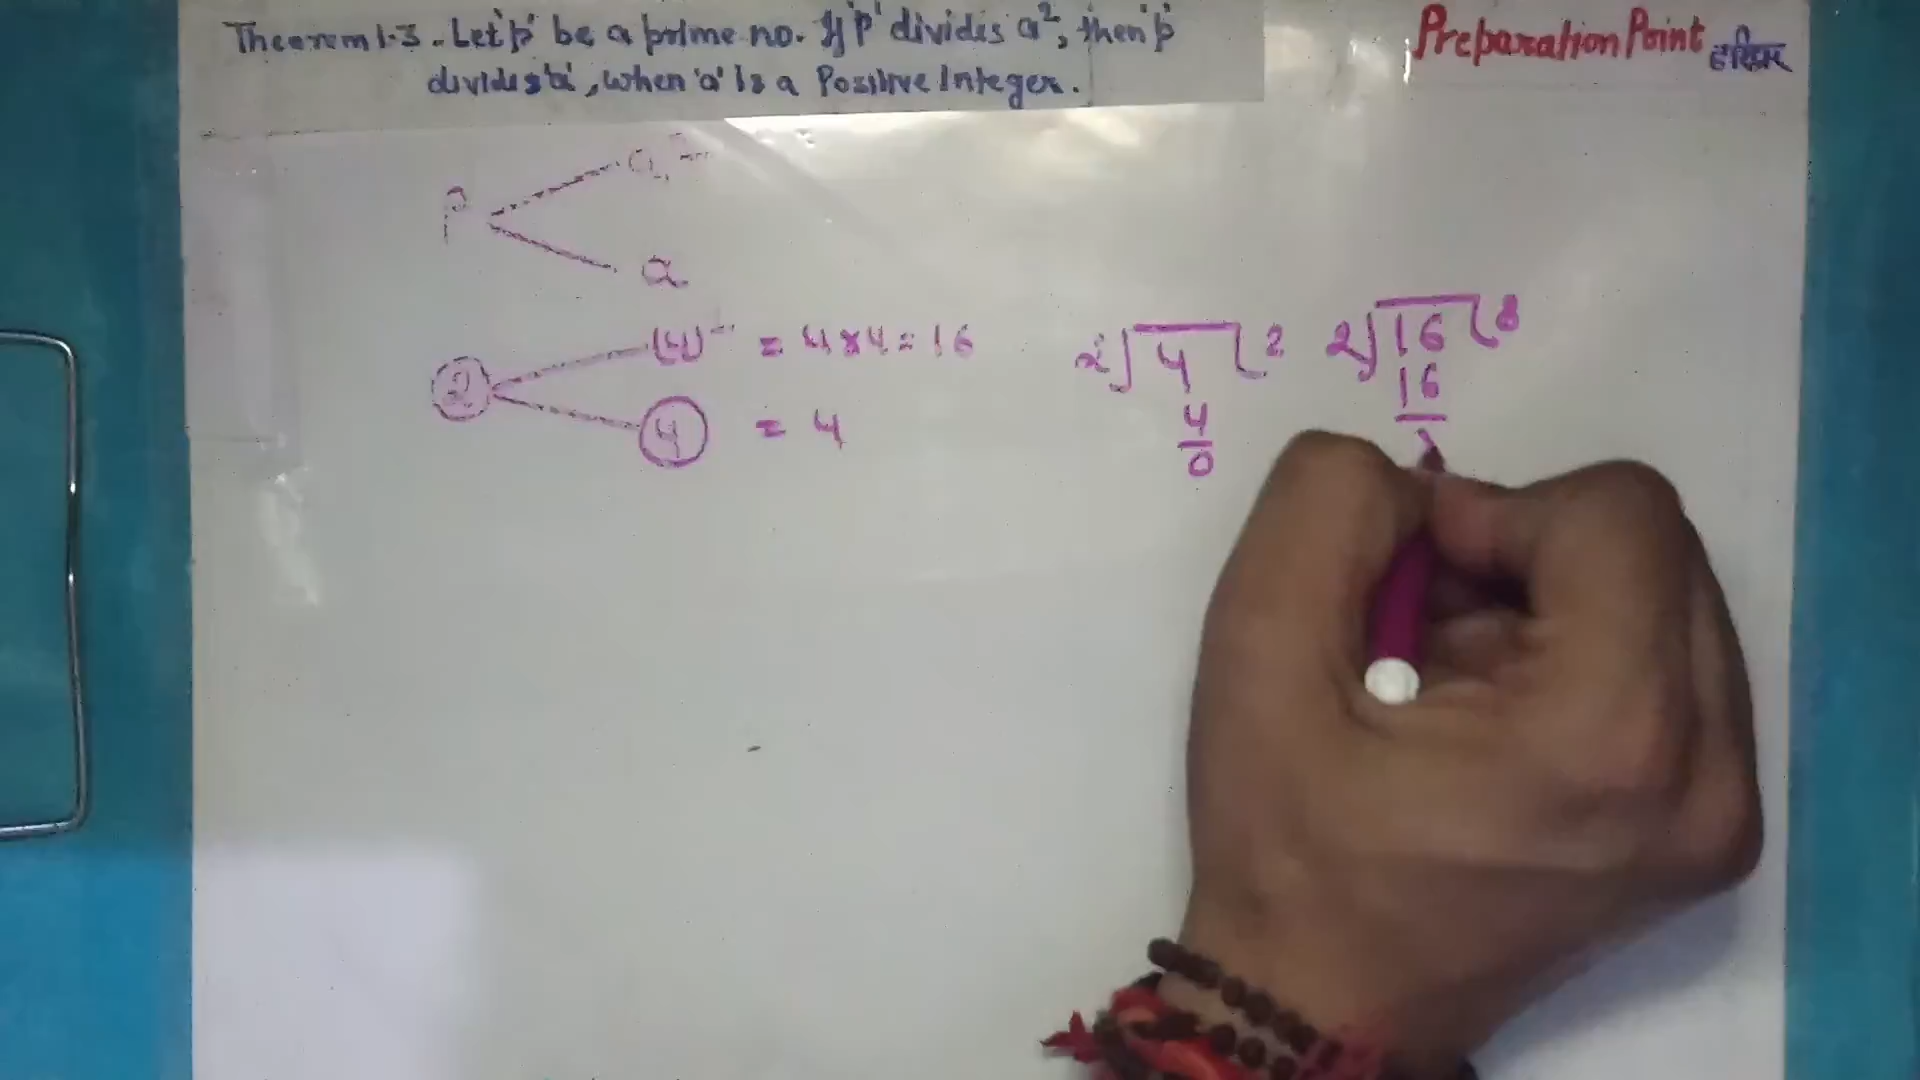 Theorem 1.3. Let 'p' be a prime no. If 'p' divides a², then 'p'
divides 'a', when 'a' is a Positive Integer.
Preparation Point
p
a²
a
2
(4)² = 4 × 4 = 16
4 = 4
2 4 2
4
0
2 16 8
16